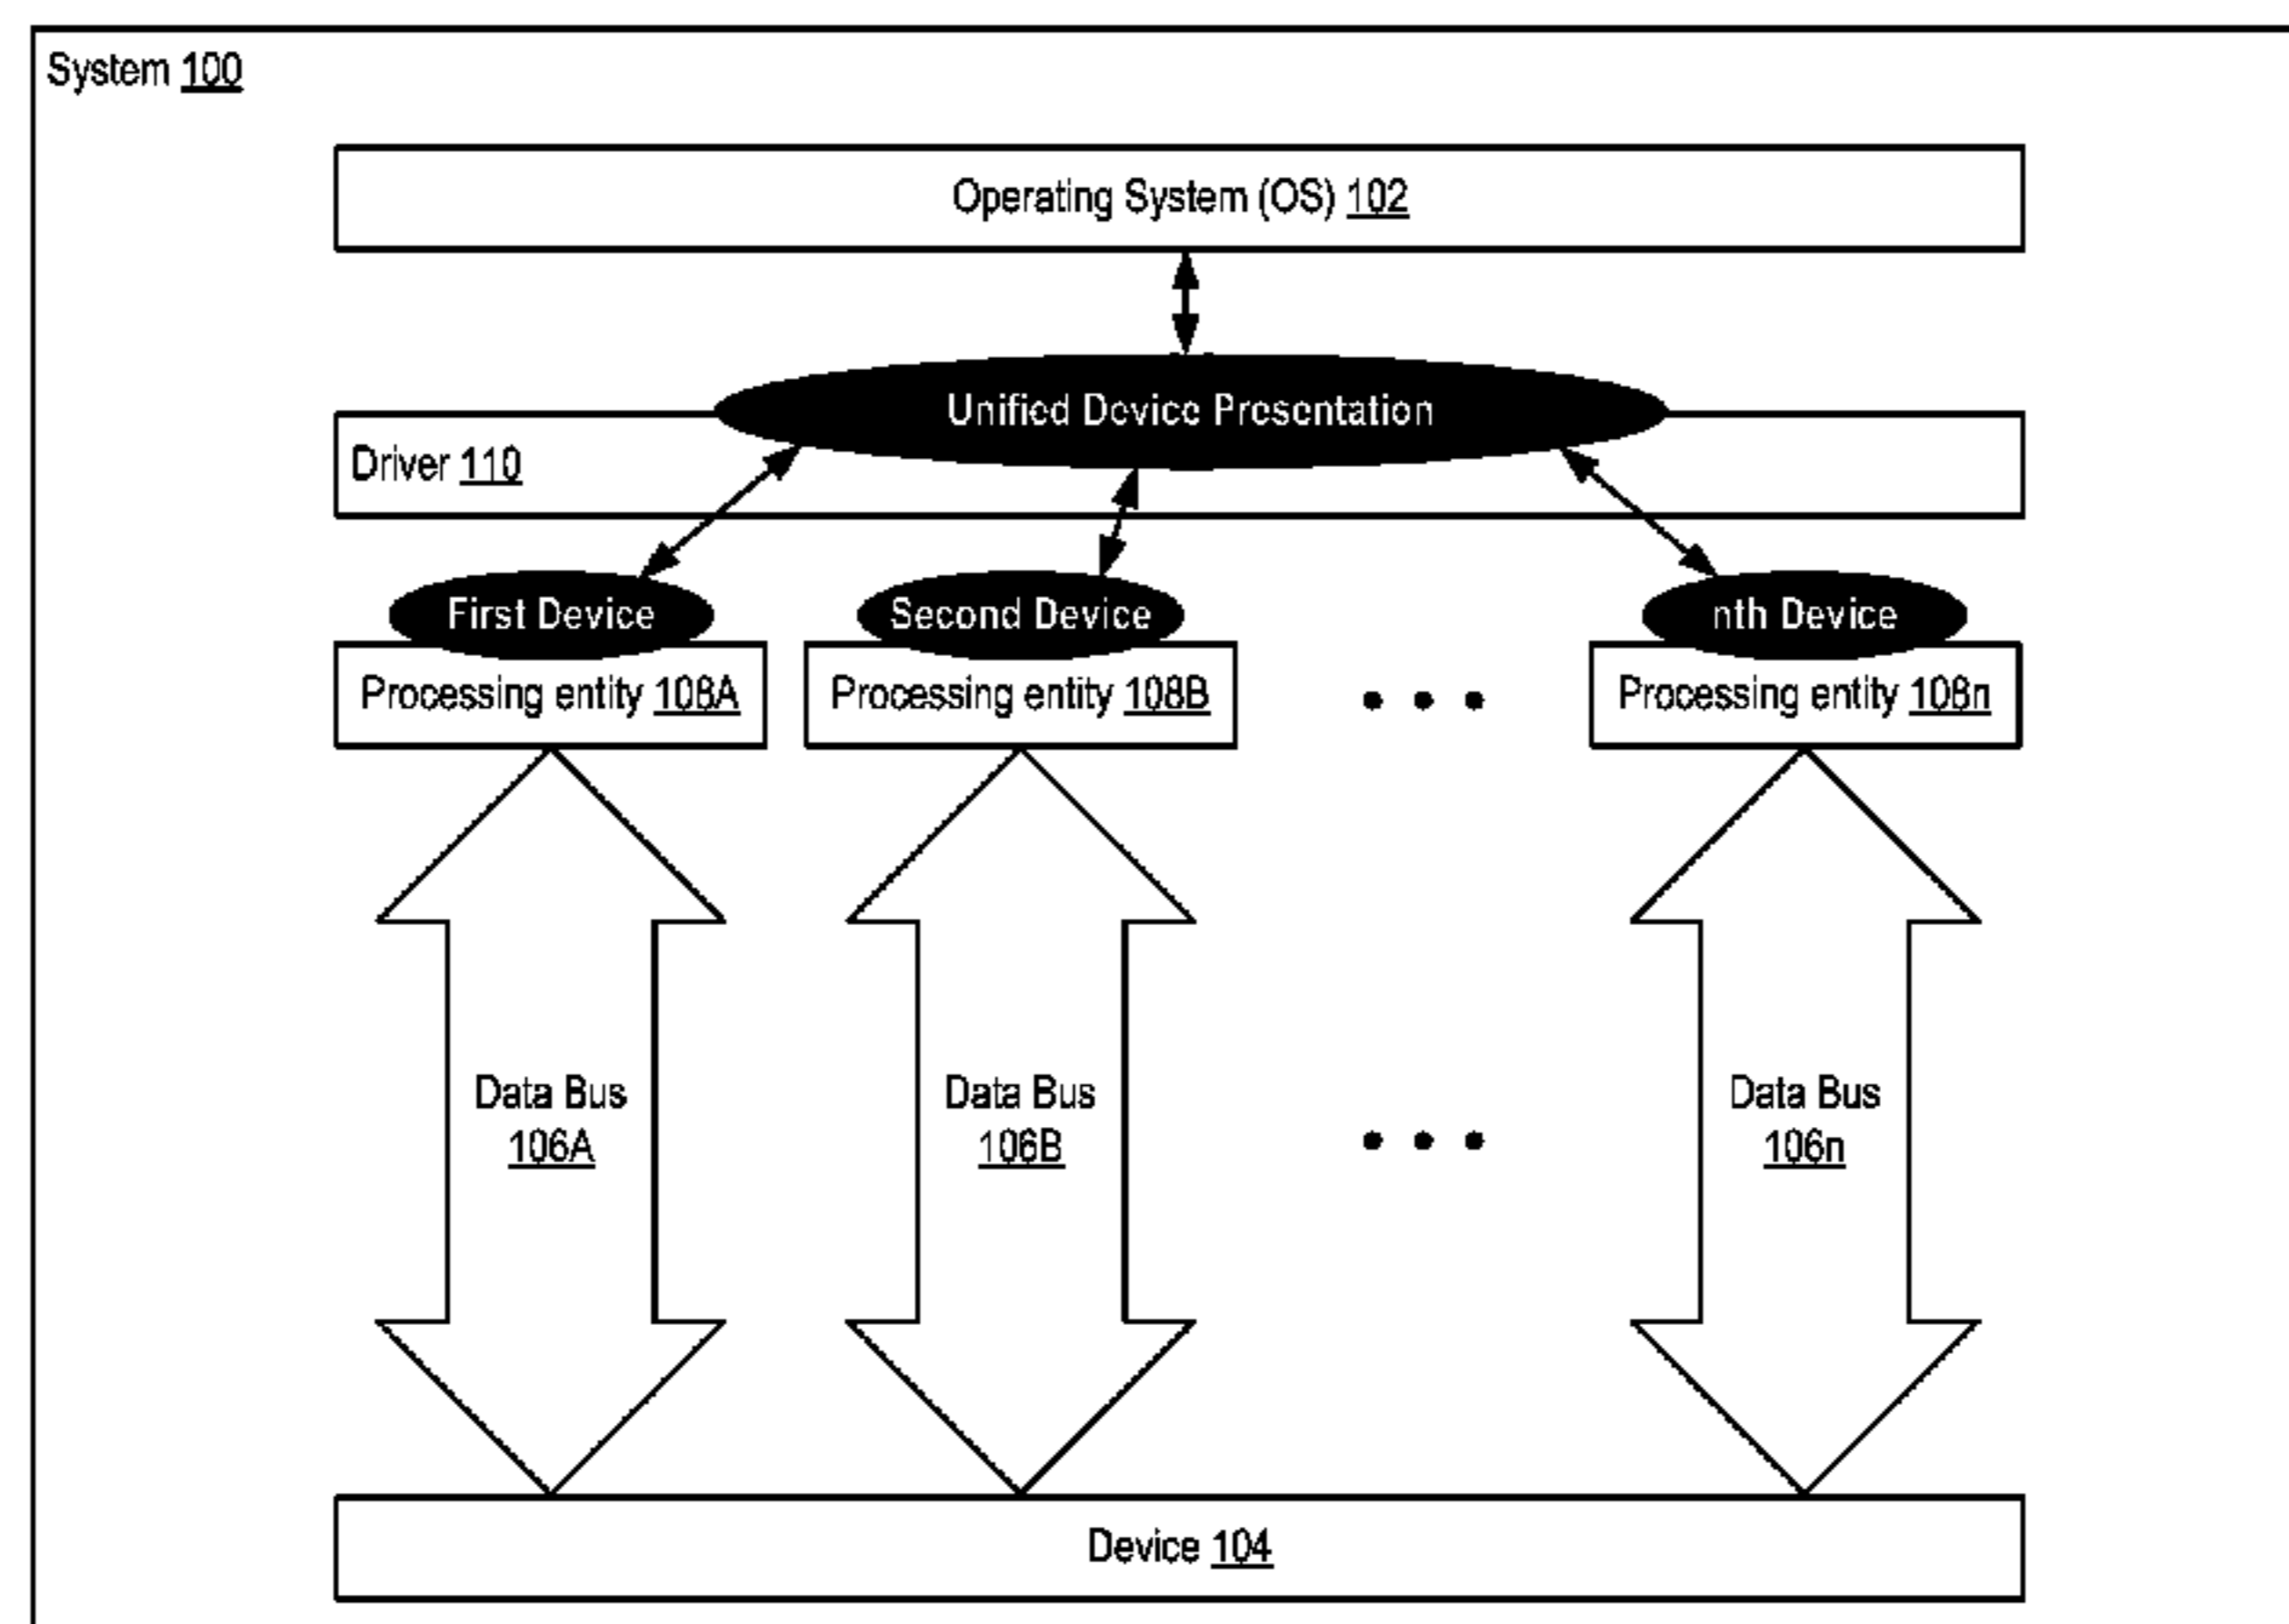 System 100
Operating System (OS) 102
Unified Device Presentation
Driver 110
First Device
Second Device
nth Device
Processing entity 108A
Processing entity 108B
Processing entity 108n
Data Bus
106A
Data Bus
106B
Data Bus
106n
Device 104